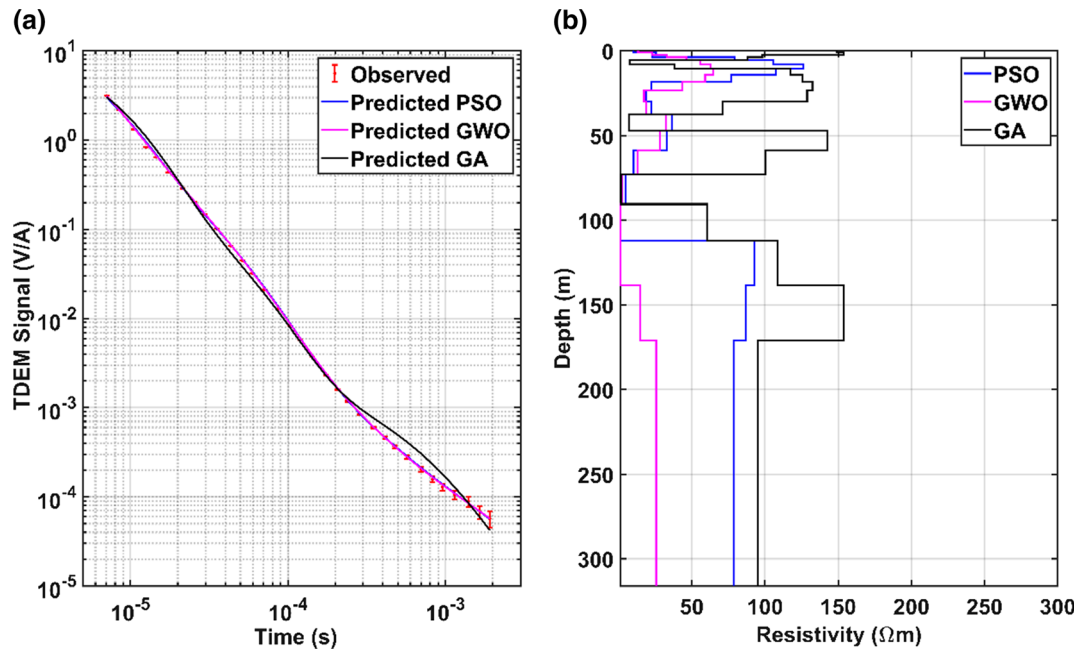 (a)
10^1
10^0
10^-1
10^-2
10^-3
10^-4
10^-5
TDEM Signal (V/A)
10^-5
10^-4
10^-3
Time (s)
Observed
Predicted PSO
Predicted GWO
Predicted GA
(b)
0
50
100
150
200
250
300
Depth (m)
50
100
150
200
250
300
Resistivity (Ωm)
PSO
GWO
GA